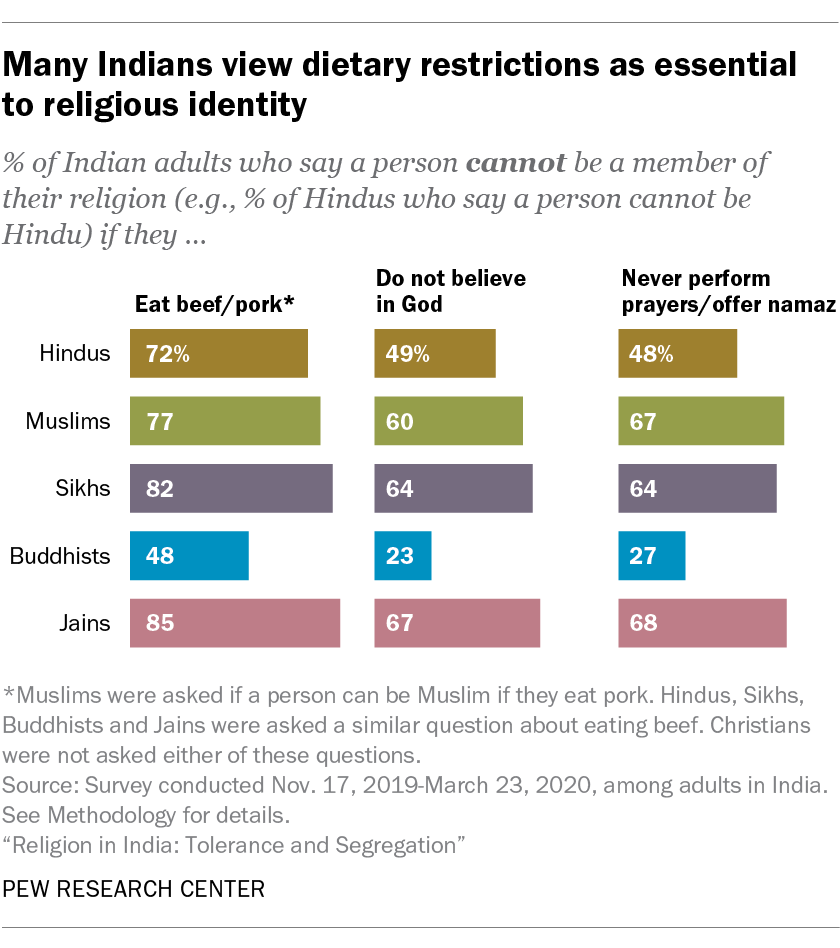 Many Indians view dietary restrictions as essential
to religious identity
% of Indian adults who say a person cannot be a member of
their religion (e.g., % of Hindus who say a person cannot be
Hindu) if they ...
Eat beef/pork*
Do not believe
in God
Never perform
prayers/offer namaz
Hindus 72% 49% 48%
Muslims 77 60 67
Sikhs 82 64 64
Buddhists 48 23 27
Jains 85 67 68
*Muslims were asked if a person can be Muslim if they eat pork. Hindus, Sikhs,
Buddhists and Jains were asked a similar question about eating beef. Christians
were not asked either of these questions.
Source: Survey conducted Nov. 17, 2019-March 23, 2020, among adults in India.
See Methodology for details.
“Religion in India: Tolerance and Segregation”
PEW RESEARCH CENTER